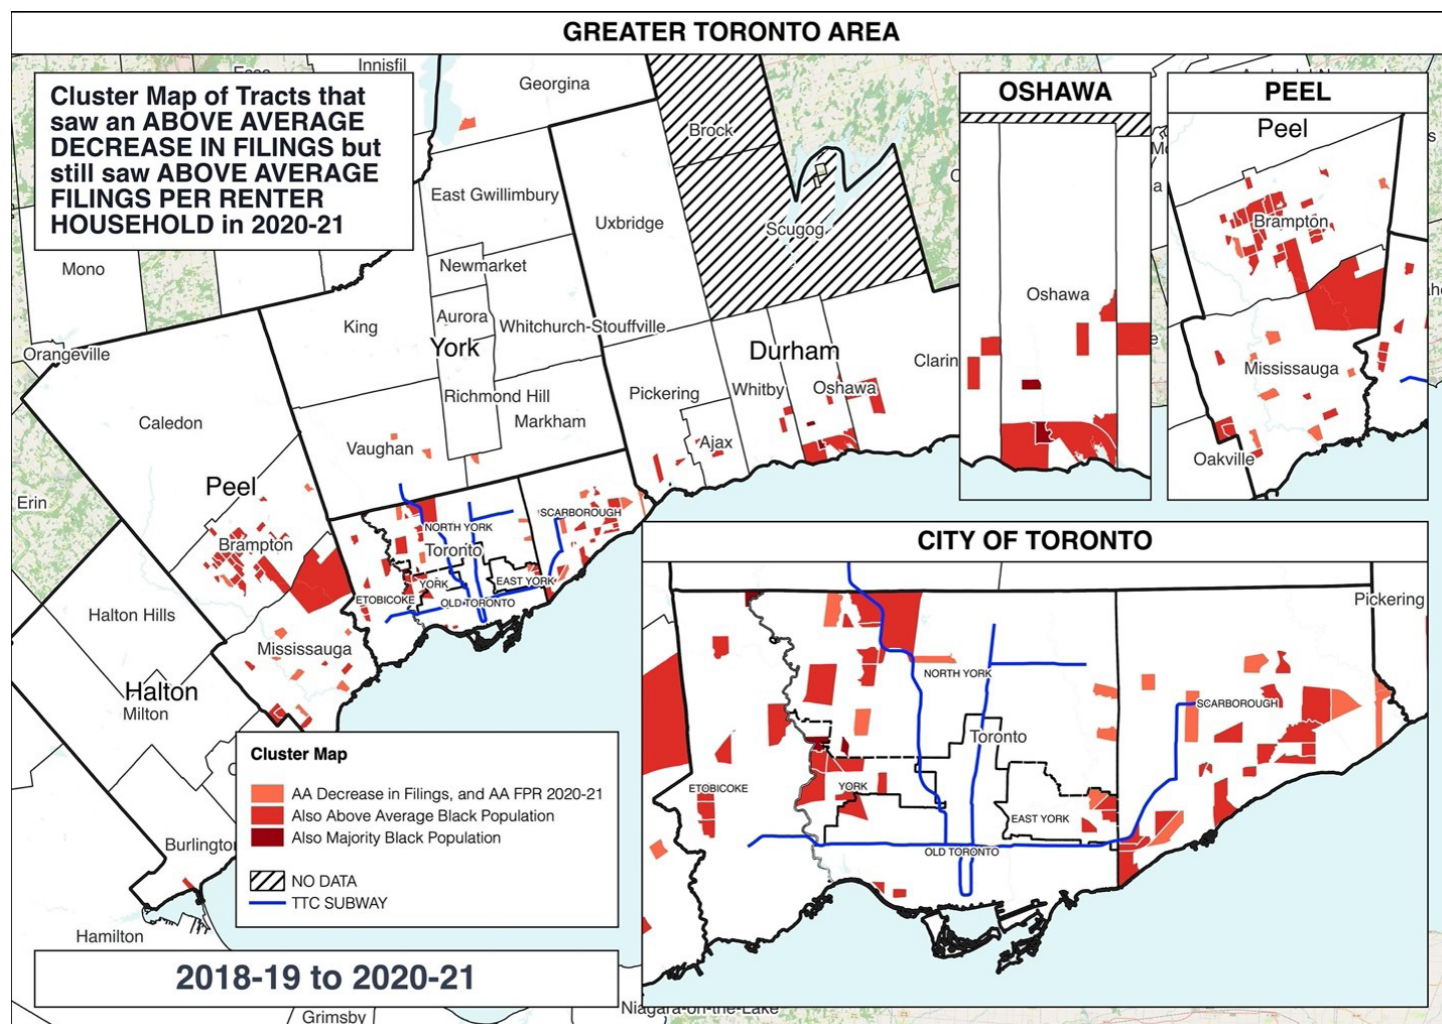 GREATER TORONTO AREA
Cluster Map of Tracts that
saw an ABOVE AVERAGE
DECREASE IN FILINGS but
still saw ABOVE AVERAGE
FILINGS PER RENTER
HOUSEHOLD in 2020-21
Innisfil
Georgina
Brock
East Gwillimbury
Uxbridge
Scugog
Mono
Newmarket
King
Aurora
Whitchurch-Stouffville
York
Orangeville
Durham
Clarin
Whitby
Oshawa
Pickering
Richmond Hill
Markham
Caledon
Vaughan
Ajax
Peel
Erin
SCARBOROUGH
NORTH YORK
Brampton
Toronto
YORK
EAST YORK
ETOBICOKE
OLD TORONTO
Halton Hills
Mississauga
Halton
Milton
Burlington
Hamilton
Grimsby
Niagara-on-the-Lake
OSHAWA
Oshawa
PEEL
Peel
Brampton
Mississauga
Oakville
CITY OF TORONTO
Pickering
NORTH YORK
SCARBOROUGH
Toronto
ETOBICOKE
YORK
EAST YORK
OLD TORONTO
Cluster Map
AA Decrease in Filings, and AA FPR 2020-21
Also Above Average Black Population
Also Majority Black Population
NO DATA
TTC SUBWAY
2018-19 to 2020-21